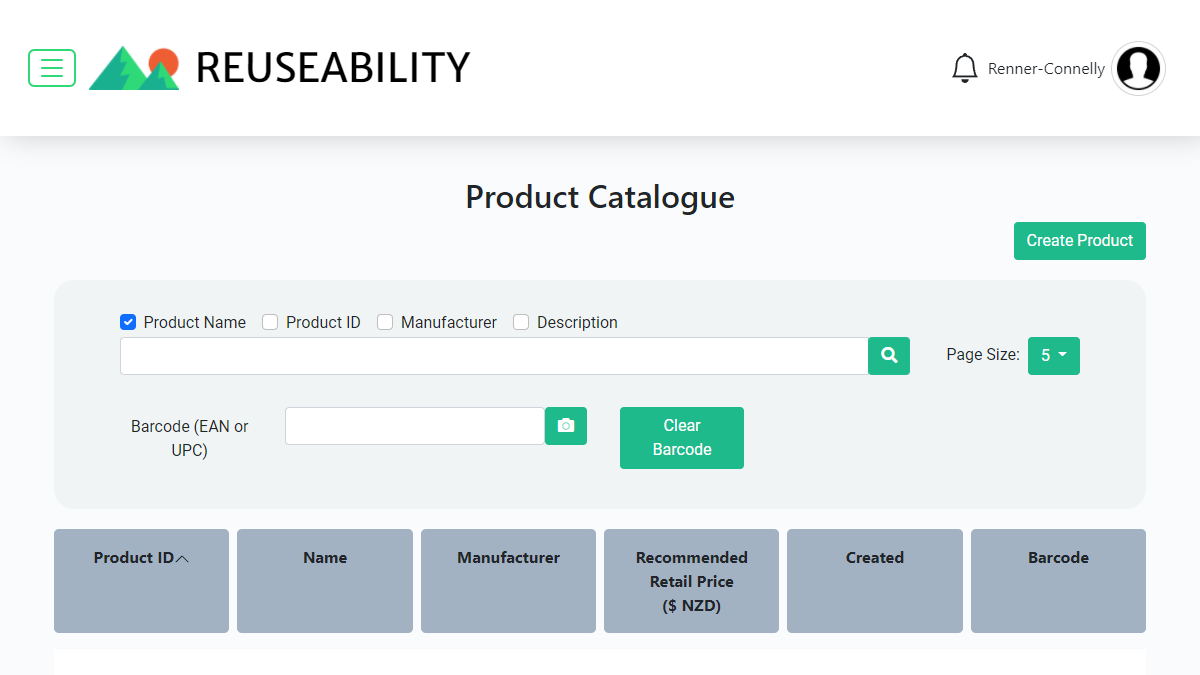 REUSEABILITY
Renner-Connelly
Product Catalogue
Create Product
Product Name Product ID Manufacturer Description
Page Size: 5
Barcode (EAN or
UPC)
Clear
Barcode
Product ID Name Manufacturer Recommended
Retail Price
($ NZD) Created Barcode